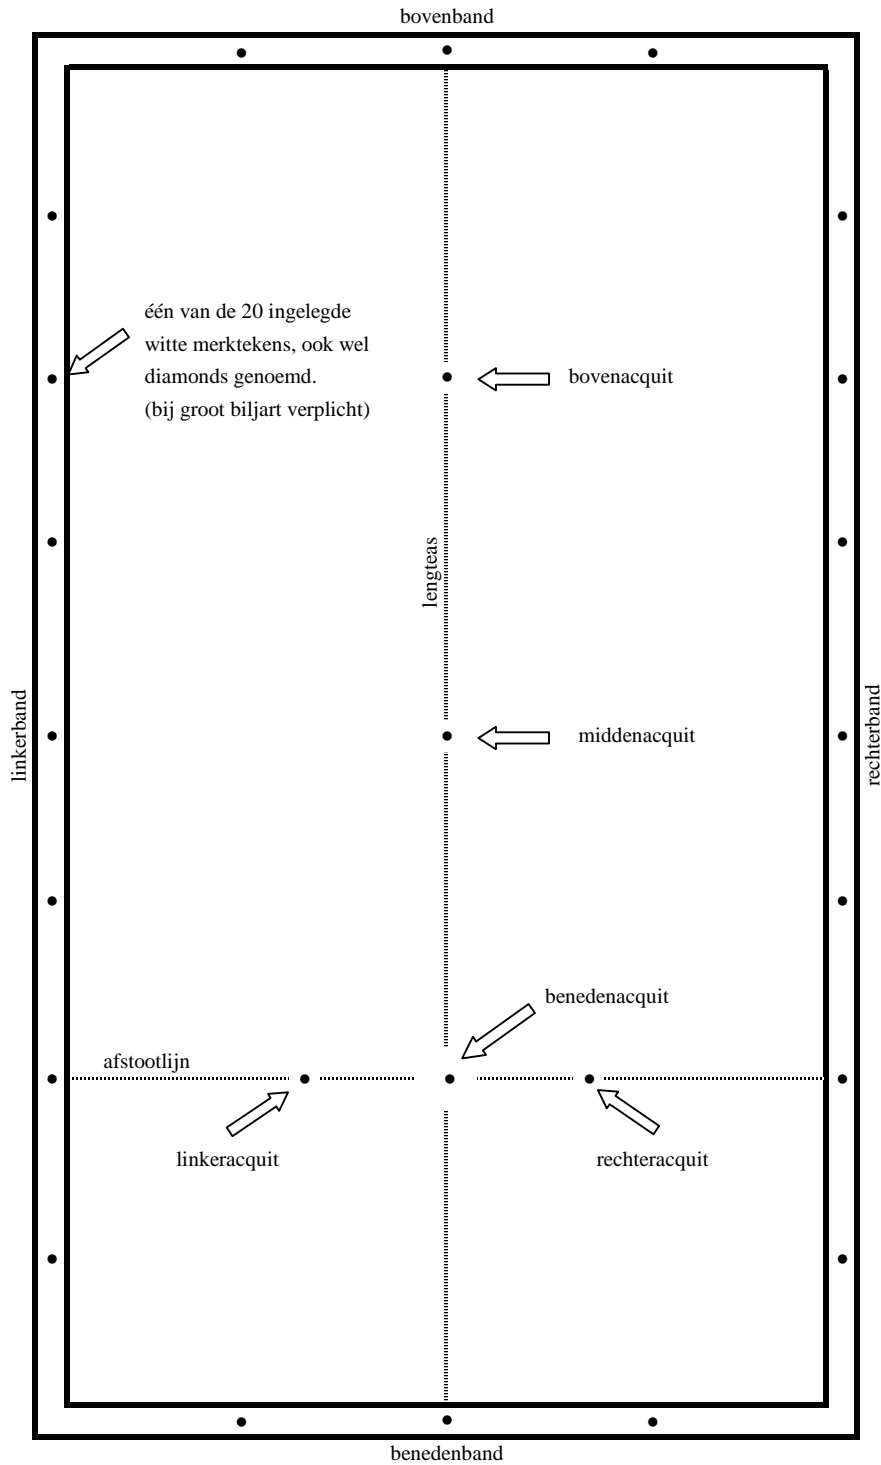 bovenband
één van de 20 ingelegde
witte merktekens, ook wel
diamonds genoemd.
(bij groot biljart verplicht)
bovenacquit
lengteas
linkerband
rechterband
middenacquit
benedenacquit
afstootlijn
linkeracquit
rechteracquit
benedenband